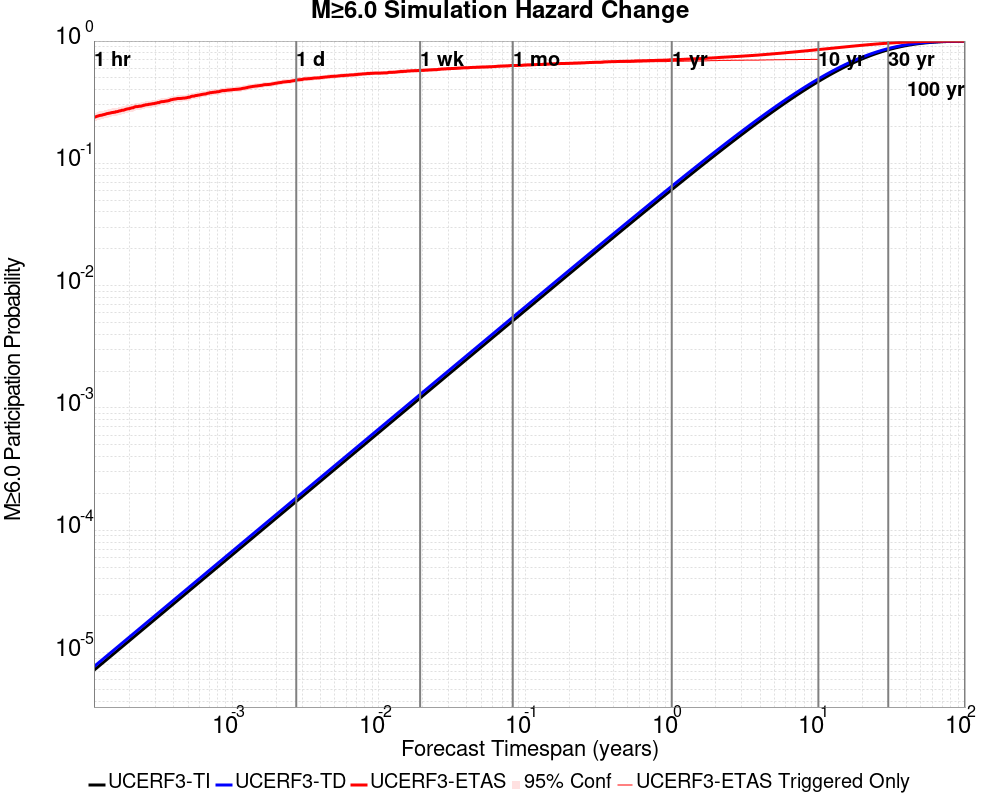 M≥6.0 Simulation Hazard Change
10^0
1 hr
1 d
1 wk
1 mo
1 yr
10 yr
30 yr
100 yr
10^-1
10^-2
10^-3
10^-4
10^-5
M≥6.0 Participation Probability
10^-3
10^-2
10^-1
10^0
10^1
10^2
Forecast Timespan (years)
UCERF3-TI UCERF3-TD UCERF3-ETAS 95% Conf UCERF3-ETAS Triggered Only